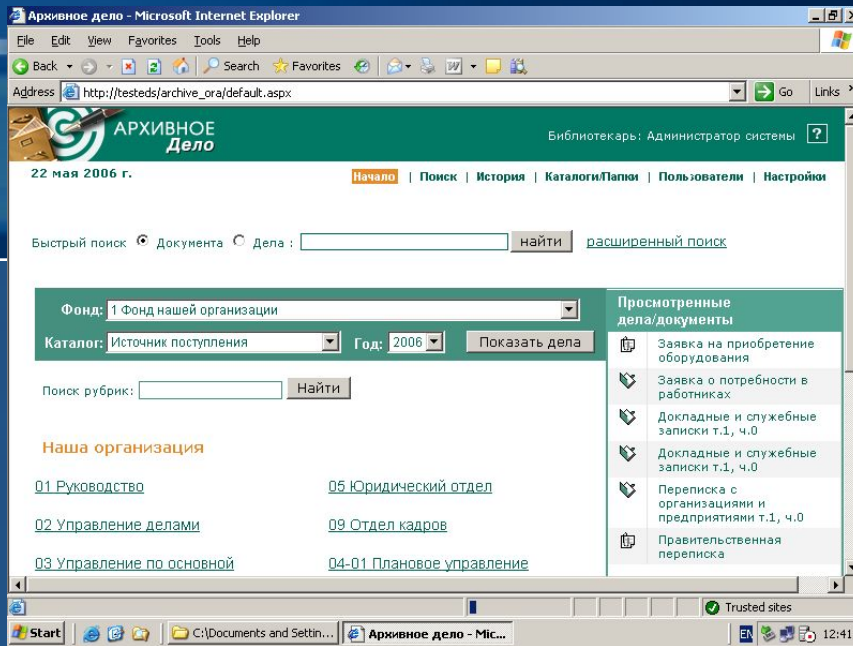 Архивное дело - Microsoft Internet Explorer
File Edit View Favorites Tools Help
Back Search Favorites
Address http://testeds/archive_ora/default.aspx Go Links
АРХИВНОЕ
Дело
Библиотекарь: Администратор системы ?
22 мая 2006 г.
Начало | Поиск | История | Каталоги/Папки | Пользователи | Настройки
Быстрый поиск Документа Дела : найти расширенный поиск
Фонд: 1 Фонд нашей организации
Каталог: Источник поступления Год: 2006 Показать дела
Поиск рубрик: Найти
Наша организация
01 Руководство
05 Юридический отдел
02 Управление делами
09 Отдел кадров
03 Управление по основной
04-01 Плановое управление
Просмотренные
дела/документы
Заявка на приобретение
оборудования
Заявка о потребности в
работниках
Докладные и служебные
записки т.1, ч.0
Докладные и служебные
записки т.1, ч.0
Переписка с
организациями и
предприятиями т.1, ч.0
Правительственная
переписка
Trusted sites
Start C:\Documents and Settin... Архивное дело - Mic... EN 12:41